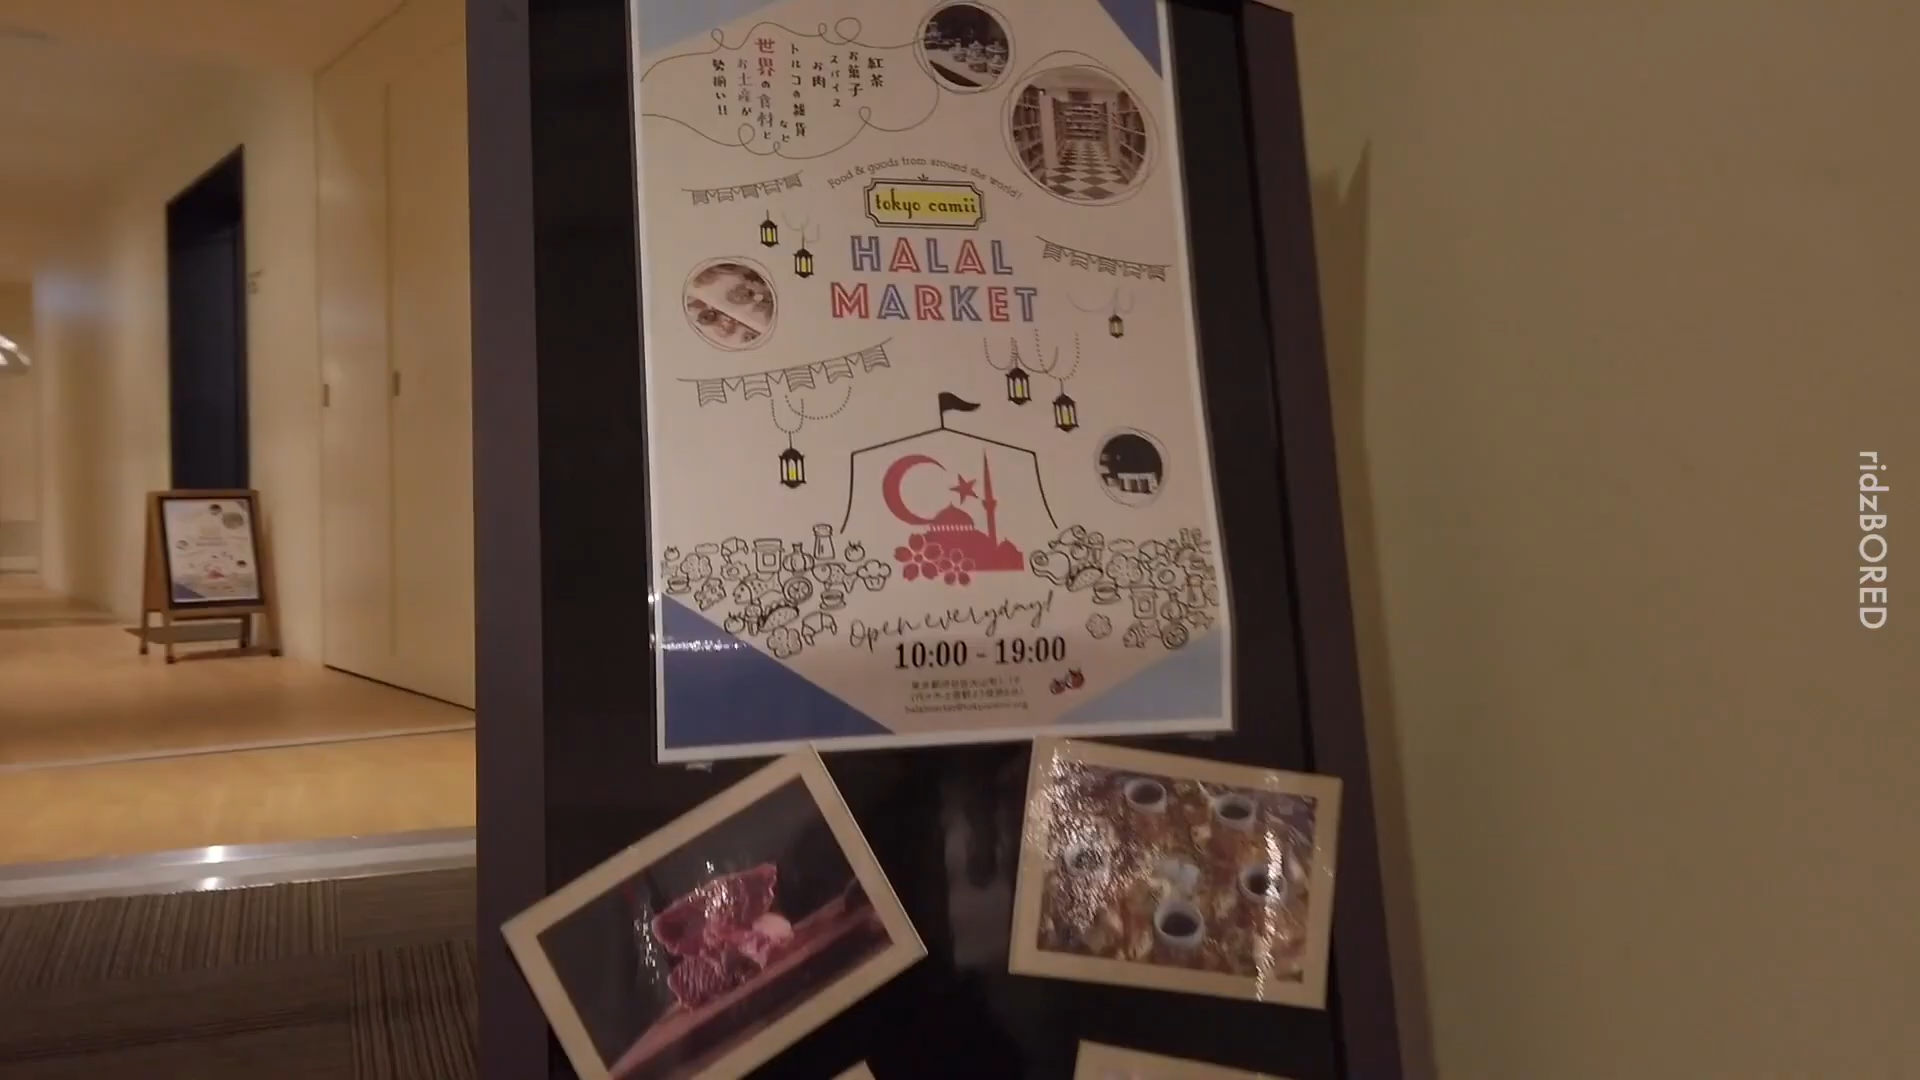 紅茶
お菓子
スパイス
お肉
トルコの雑貨
など
世界の食材と
お土産が
勢揃い!!
Food & goods from around the world!
tokyo camii
HALAL
MARKET
Open everyday!
10:00 - 19:00
ridzBORED